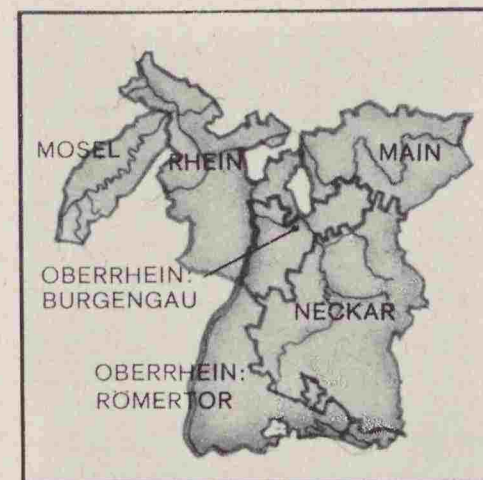 MOSEL
RHEIN
MAIN
OBERRHEIN:
BURGENGAU
NECKAR
OBERRHEIN:
RÖMERTOR